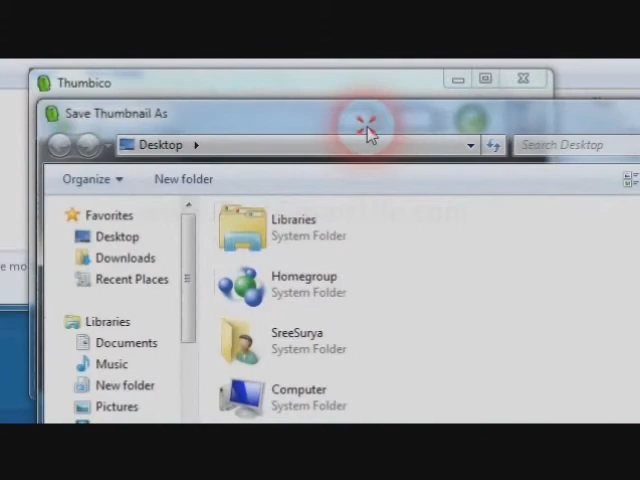 Thumbico
Save Thumbnail As
Desktop
Search Desktop
Organize
New folder
Favorites
Desktop
Downloads
Recent Places
Libraries
Documents
Music
New folder
Pictures
Libraries
System Folder
Homegroup
System Folder
SreeSurya
System Folder
Computer
System Folder
e mo